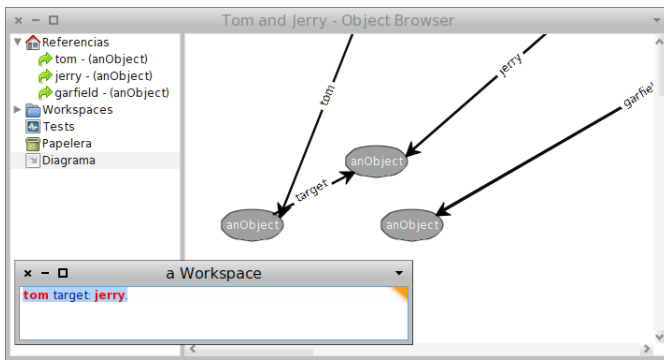 Tom and Jerry - Object Browser
Referencias
tom - (anObject)
jerry - (anObject)
garfield - (anObject)
Workspaces
Tests
Papelera
Diagrama
tom
jerry
garfiel
target
anObject
anObject
anObject
a Workspace
tom target: jerry.